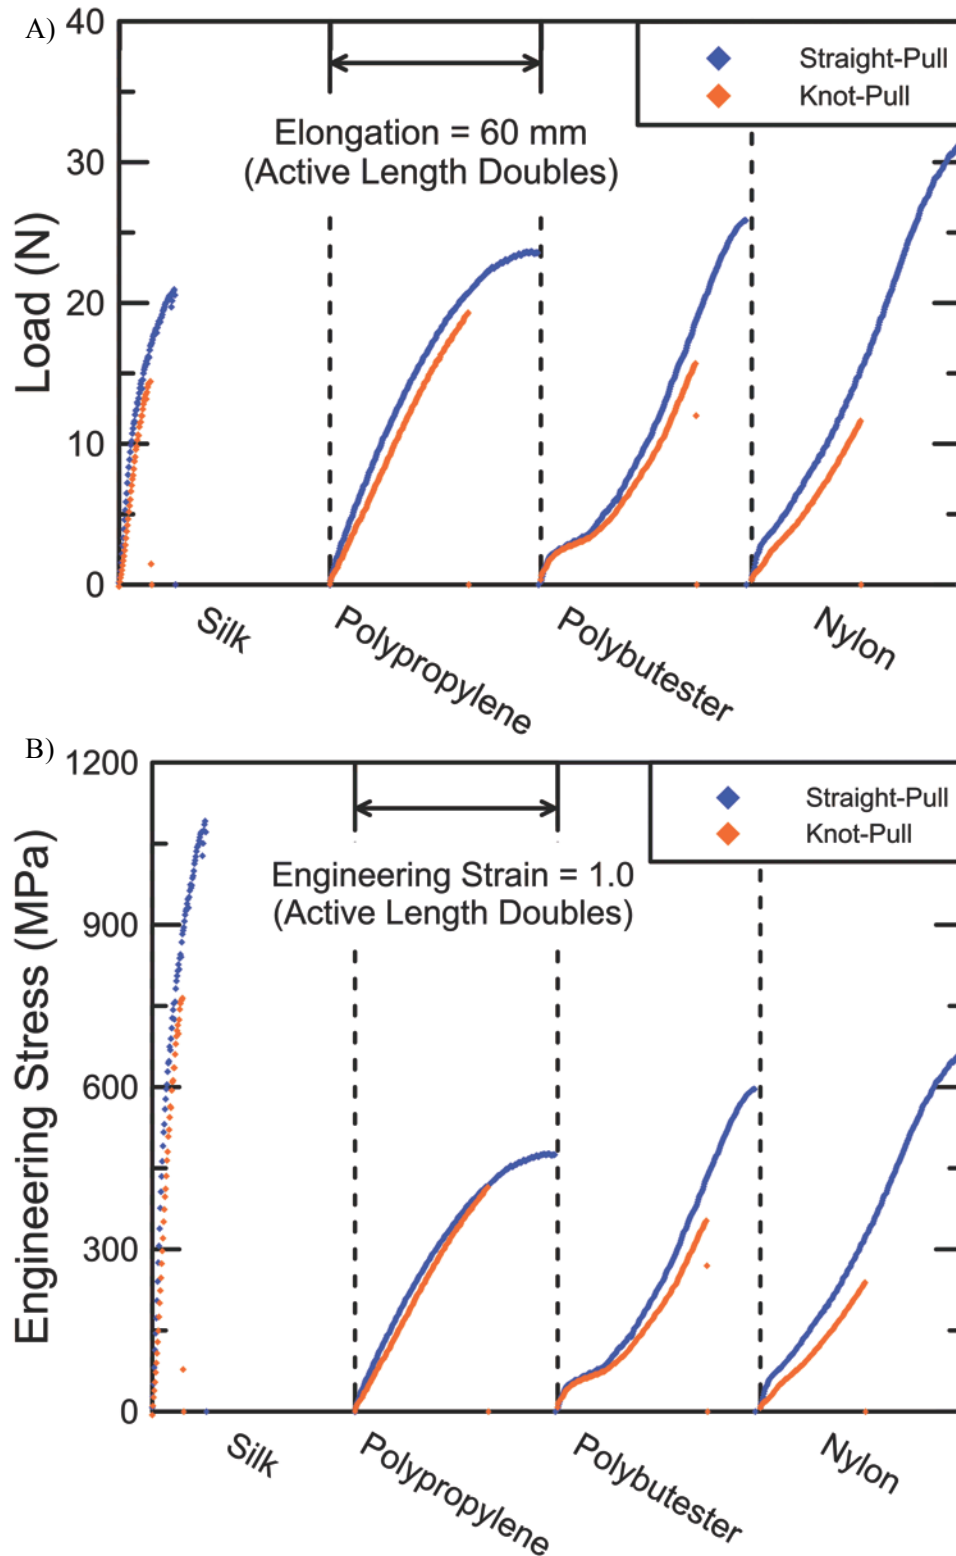 A)
40
Straight-Pull
Knot-Pull
Elongation = 60 mm
(Active Length Doubles)
30
Load (N)
20
10
0
Silk
Polypropylene
Polybutester
Nylon
B)
1200
Straight-Pull
Knot-Pull
Engineering Strain = 1.0
(Active Length Doubles)
900
Engineering Stress (MPa)
600
300
0
Silk
Polypropylene
Polybutester
Nylon